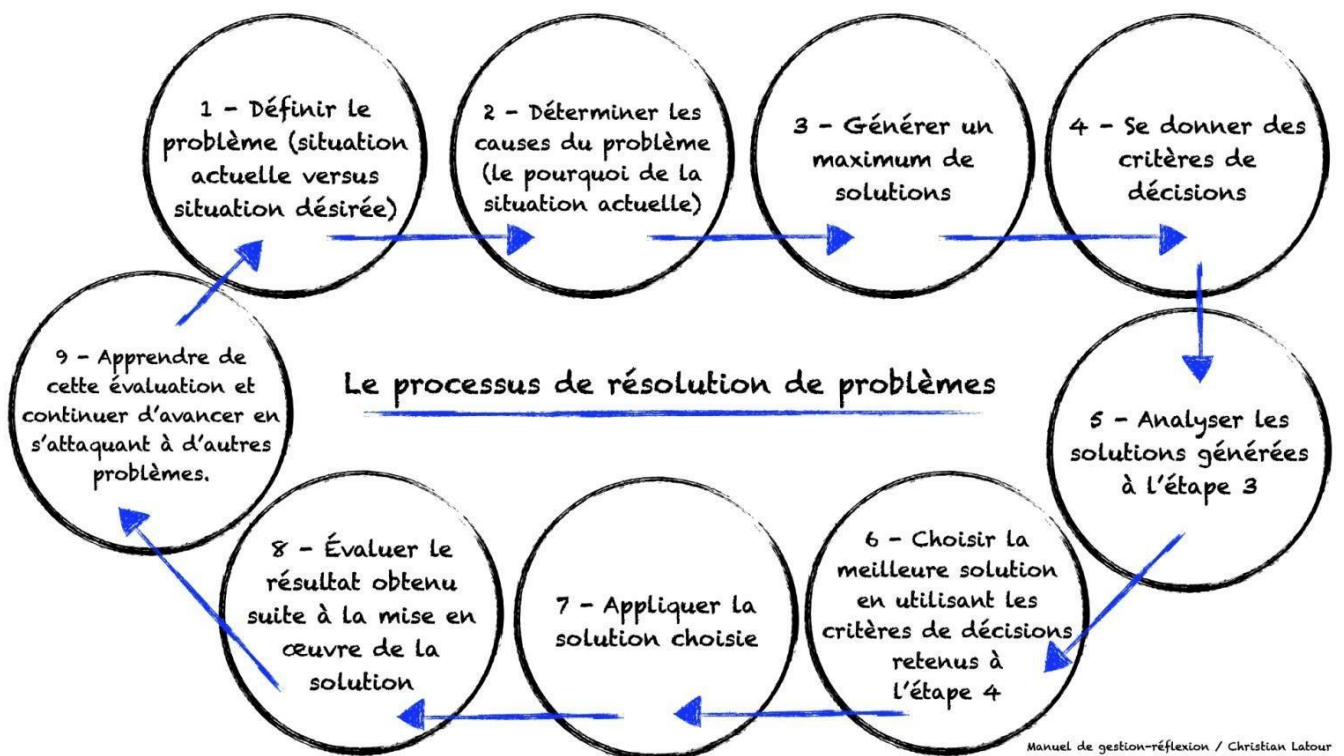 1 - Définir le
problème (situation
actuelle versus
situation désirée)
2 - Déterminer les
causes du problème
(le pourquoi de la
situation actuelle)
3 - Générer un
maximum de
solutions
4 - Se donner des
critères de
décisions
9 - Apprendre de
cette évaluation et
continuer d'avancer en
s'attaquant à d'autres
problèmes.
Le processus de résolution de problèmes
5 - Analyser les
solutions générées
à l'étape 3
8 - Évaluer le
résultat obtenu
suite à la mise en
œuvre de la
solution
7 - Appliquer la
solution choisie
6 - Choisir la
meilleure solution
en utilisant les
critères de décisions
retenus à
l'étape 4
Manuel de gestion-réflexion / Christian Latour